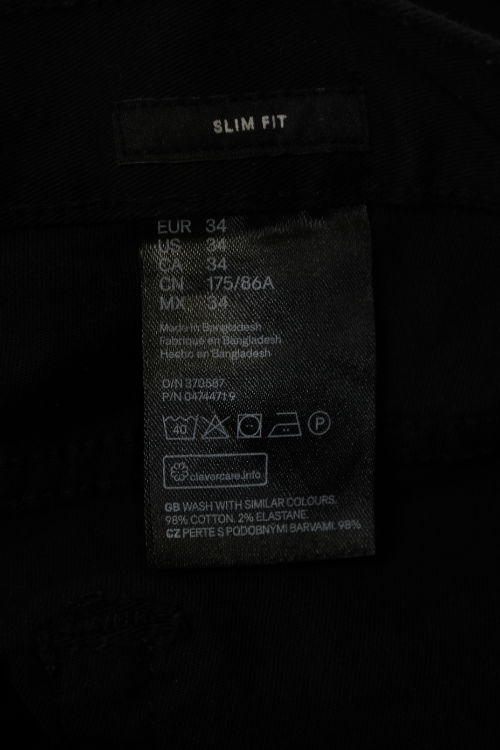 SLIM FIT
EUR 34
US 34
CA 34
CN 175/86A
MX 34
Made in Bangladesh
Fabriqué en Bangladesh
Hecho en Bangladesh
O/N 370587
P/N 04744719
40 P
clevercare.info
GB WASH WITH SIMILAR COLOURS.
98% COTTON. 2% ELASTANE.
CZ PERTE S PODOBNÝMI BARVAMI. 98%